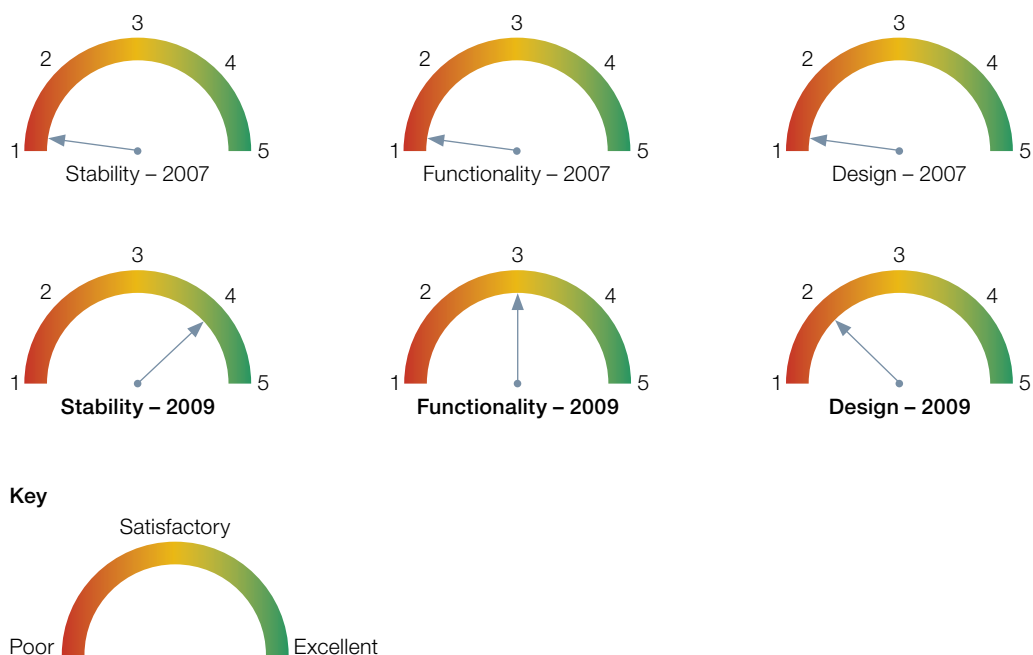 3 3 3
2 4 2 4 2 4
1 5 1 5 1 5
Stability – 2007 Functionality – 2007 Design – 2007
3 3 3
2 4 2 4 2 4
1 5 1 5 1 5
Stability – 2009 Functionality – 2009 Design – 2009
Key
Satisfactory
Poor Excellent